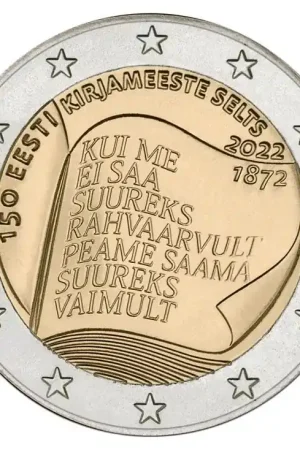 150 EESTI KIRJAMEESTE SELTS
2022
1872
KUI ME
EI SAA
SUUREKS
RAHVAARVULT
PEAME SAAMA
SUUREKS
VAIMULT